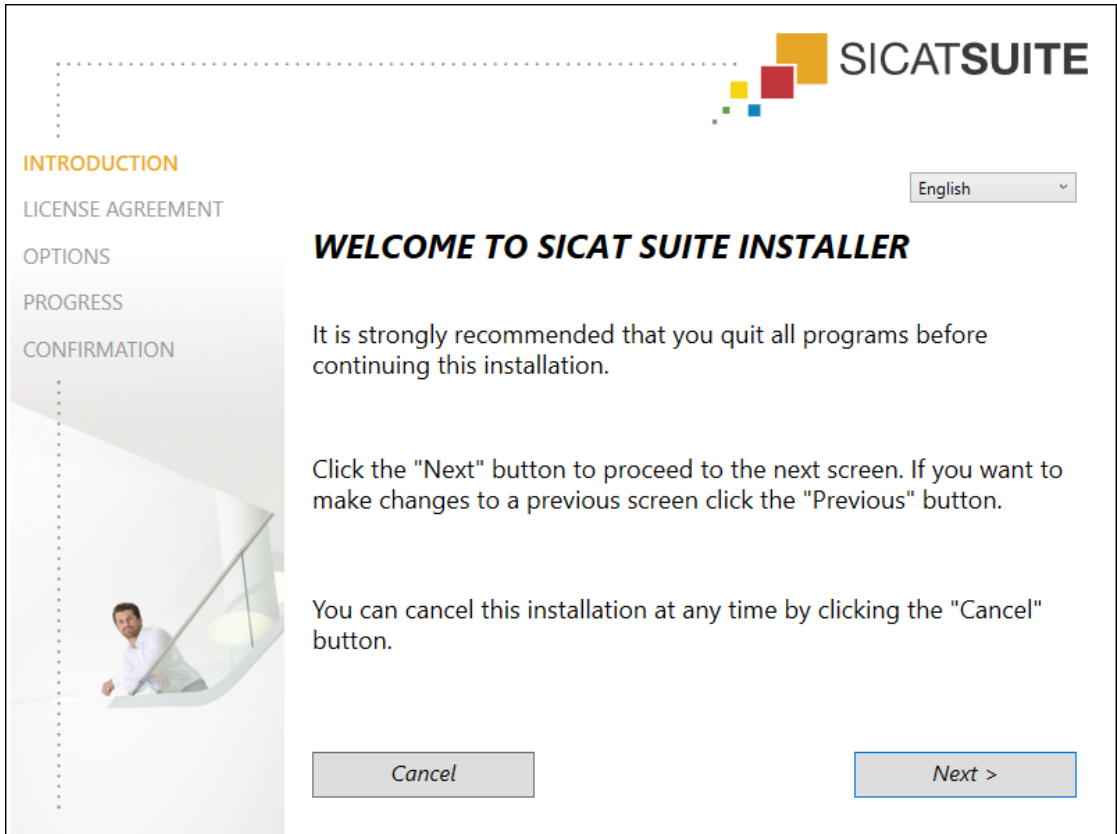 SICATSUITE
INTRODUCTION
LICENSE AGREEMENT
OPTIONS
PROGRESS
CONFIRMATION
English
WELCOME TO SICAT SUITE INSTALLER
It is strongly recommended that you quit all programs before
continuing this installation.
Click the "Next" button to proceed to the next screen. If you want to
make changes to a previous screen click the "Previous" button.
You can cancel this installation at any time by clicking the "Cancel"
button.
Cancel
Next >